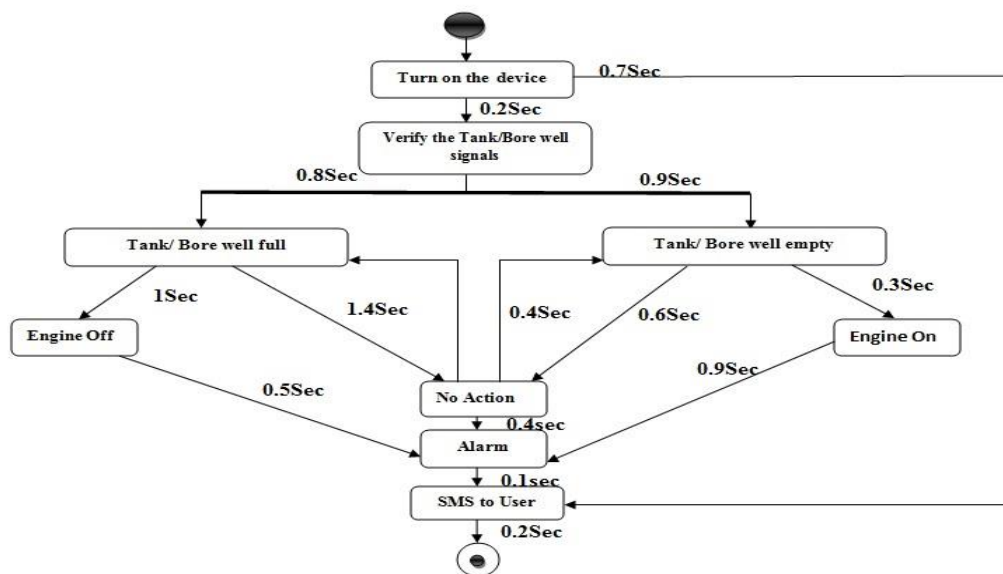 Turn on the device
0.7Sec
0.2Sec
Verify the Tank/Bore well
signals
0.8Sec
0.9Sec
Tank/ Bore well full
Tank/ Bore well empty
1Sec
1.4Sec
0.4Sec
0.6Sec
0.3Sec
Engine Off
Engine On
0.5Sec
0.9Sec
No Action
0.4sec
Alarm
0.1sec
SMS to User
0.2Sec